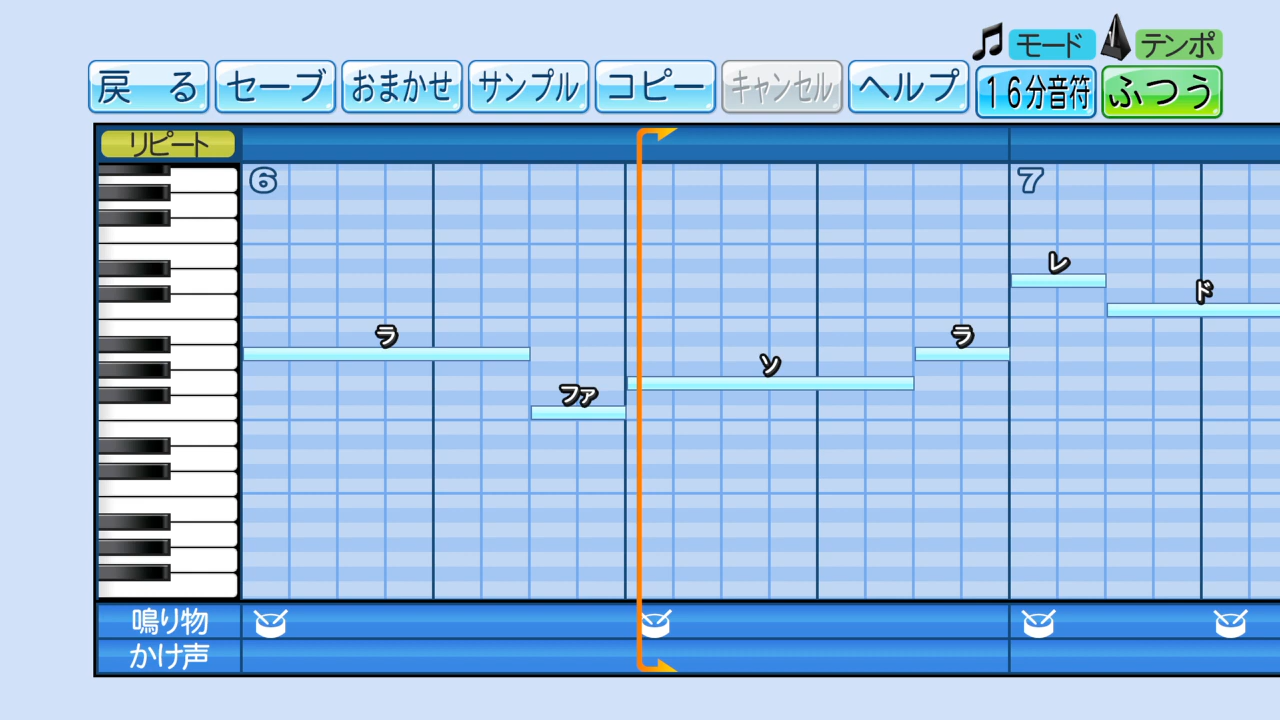 モード テンポ
戻る セーブ おまかせ サンプル コピー キャンセル ヘルプ 16分音符 ふつう
リピート
6 7
レ
ド
ラ ラ
ソ
ファ
鳴り物
かけ声